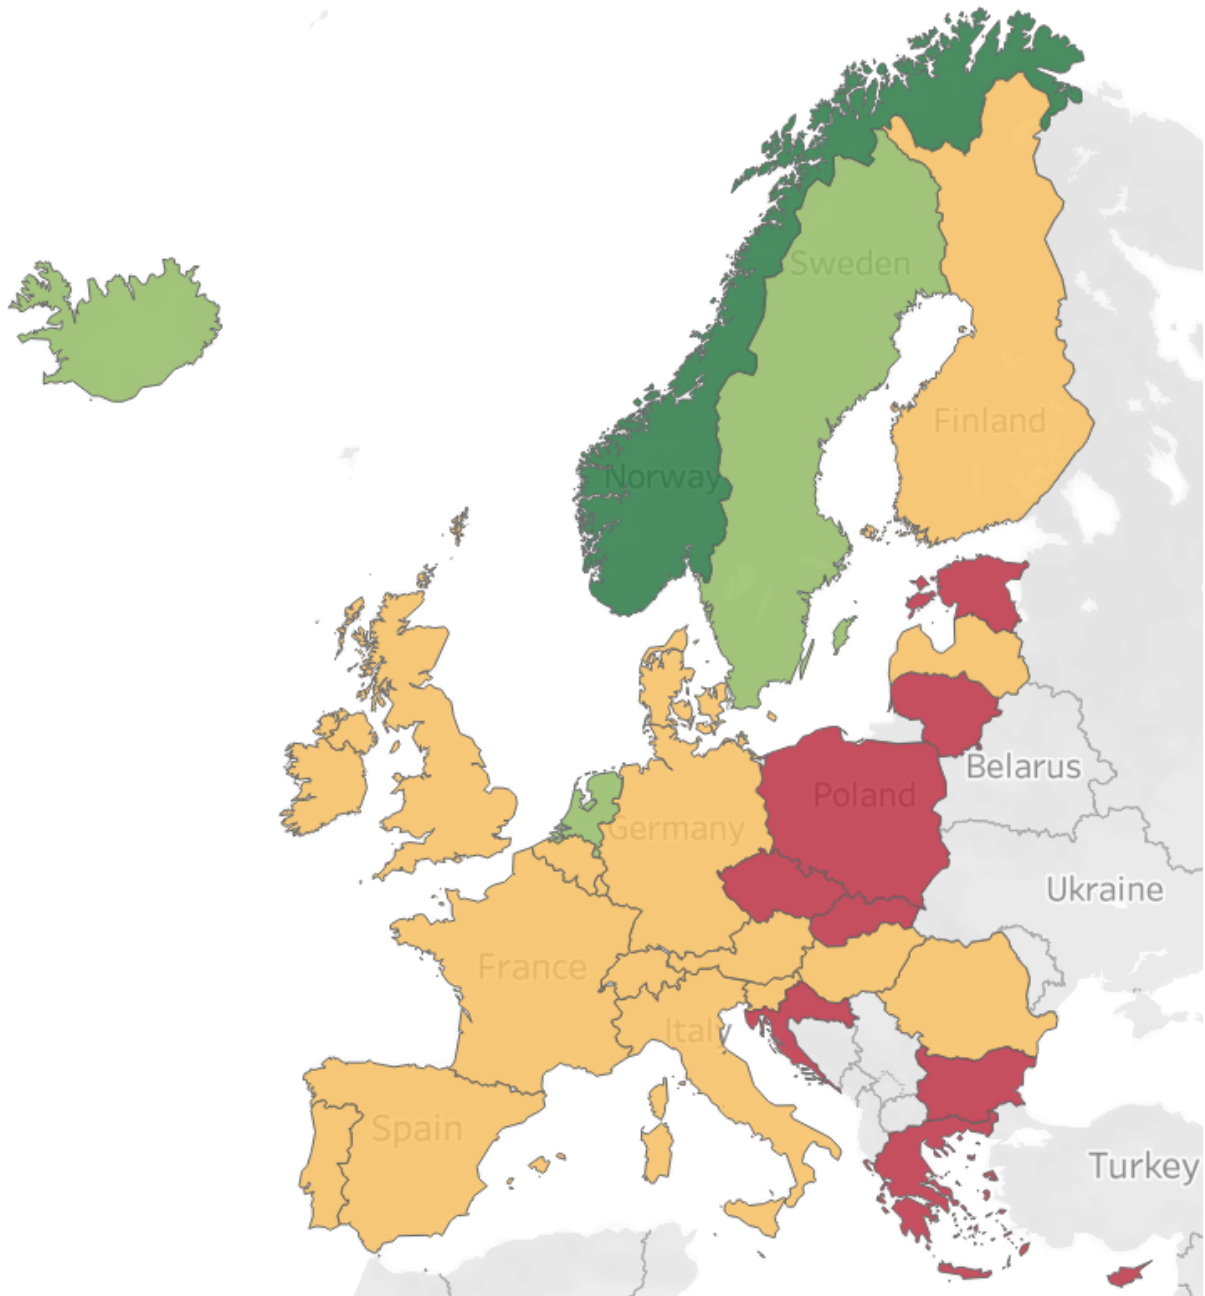 Sweden
Finland
Norway
Belarus
Poland
Germany
Ukraine
France
Italy
Spain
Turkey